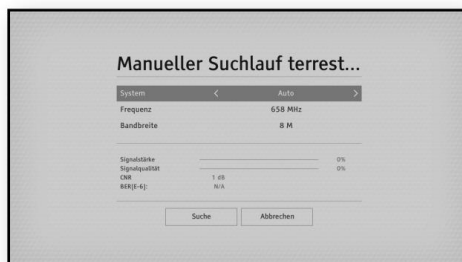 Manueller Suchlauf terrest...
System < Auto >
Frequenz 658 MHz
Bandbreite 8 M
Signalstärke 0%
Signalqualität 0%
CNR 1 dB
BER[E-6]: N/A
Suche Abbrechen